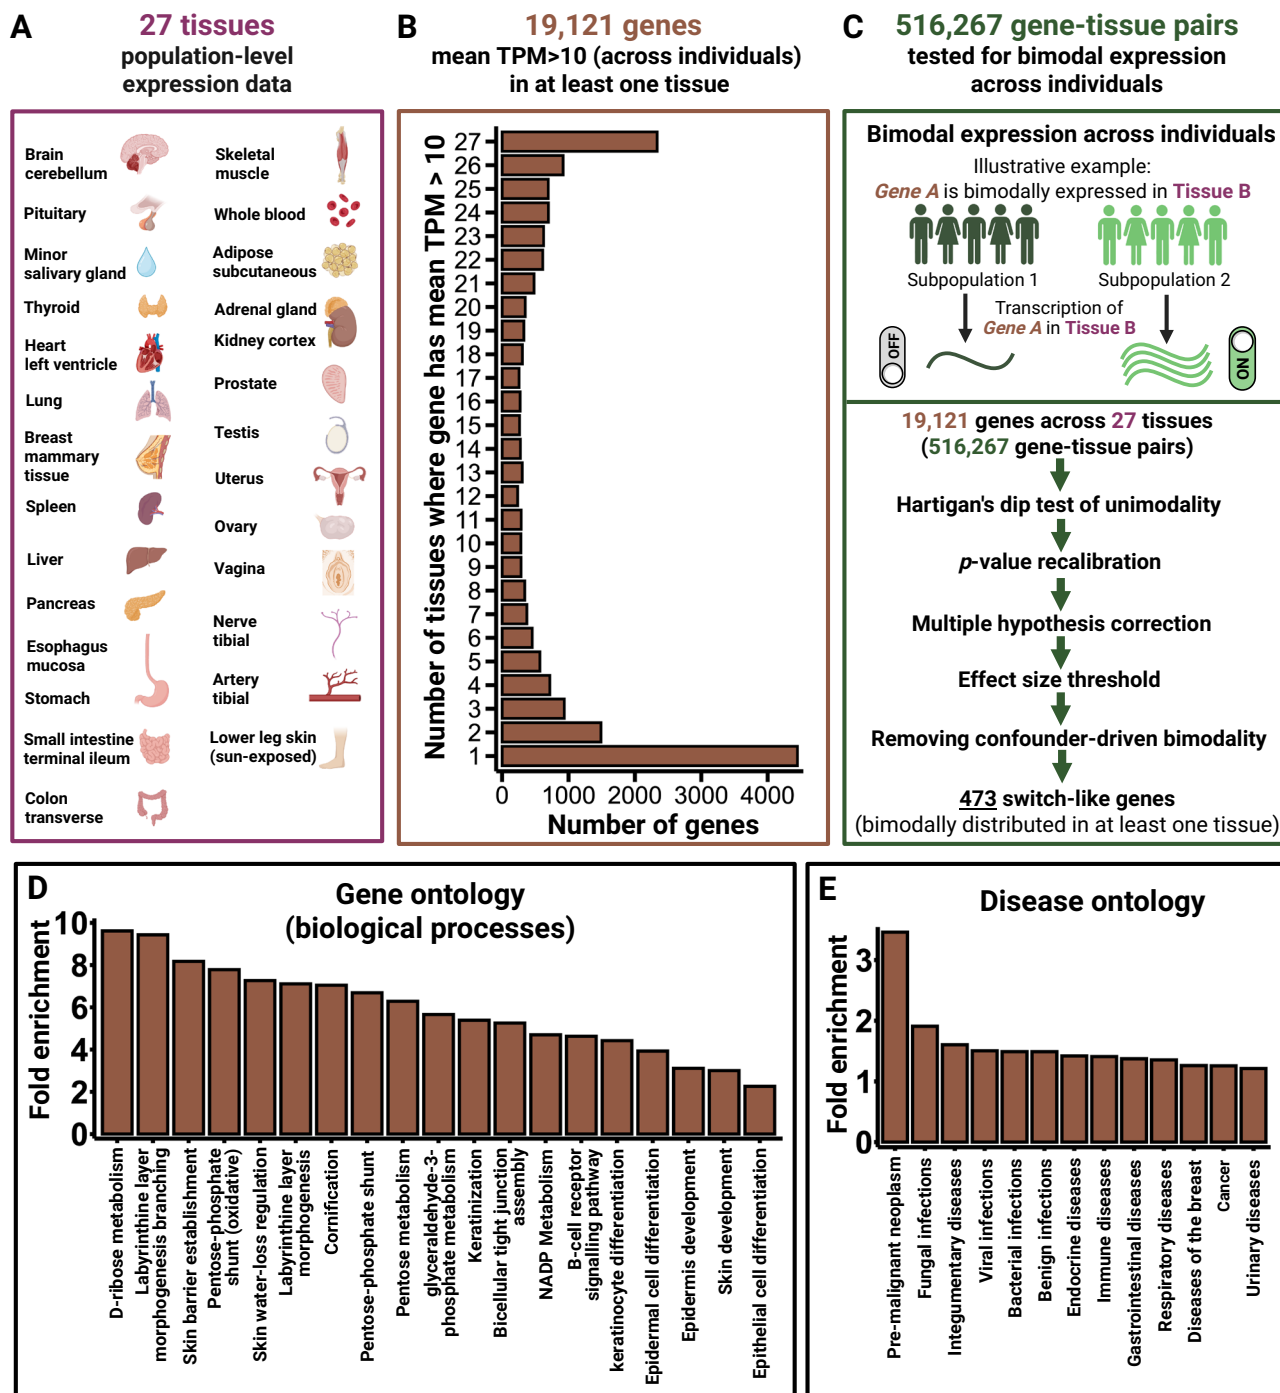 A
27 tissues
population-level
expression data
Brain
cerebellum
Pituitary
Minor
salivary gland
Thyroid
Heart
left ventricle
Lung
Breast
mammary
tissue
Spleen
Liver
Pancreas
Esophagus
mucosa
Stomach
Small intestine
terminal ileum
Colon
transverse
Skeletal
muscle
Whole blood
Adipose
subcutaneous
Adrenal gland
Kidney cortex
Prostate
Testis
Uterus
Ovary
Vagina
Nerve
tibial
Artery
tibial
Lower leg skin
(sun-exposed)
B
19,121 genes
mean TPM>10 (across individuals)
in at least one tissue
Number of tissues where gene has mean TPM > 10
27
26
25
24
23
22
21
20
19
18
17
16
15
14
13
12
11
10
9
8
7
6
5
4
3
2
1
0 1000 2000 3000 4000
Number of genes
C
516,267 gene-tissue pairs
tested for bimodal expression
across individuals
Bimodal expression across individuals
Illustrative example:
Gene A is bimodally expressed in Tissue B
Subpopulation 1
Subpopulation 2
Transcription of
Gene A in Tissue B
OFF
ON
19,121 genes across 27 tissues
(516,267 gene-tissue pairs)
Hartigan's dip test of unimodality
p-value recalibration
Multiple hypothesis correction
Effect size threshold
Removing confounder-driven bimodality
473 switch-like genes
(bimodally distributed in at least one tissue)
D
Gene ontology
(biological processes)
Fold enrichment
10
8
6
4
2
0
D-ribose metabolism
Labyrinthine layer
morphogenesis branching
Skin barrier establishment
Pentose-phosphate
shunt (oxidative)
Skin water-loss regulation
Labyrinthine layer
morphogenesis
Cornification
Pentose-phosphate shunt
Pentose metabolism
glyceraldehyde-3-
phosphate metabolism
Keratinization
Bicellular tight junction
assembly
NADP Metabolism
B-cell receptor
signalling pathway
keratinocyte differentiation
Epidermal cell differentiation
Epidermis development
Skin development
Epithelial cell differentiation
E
Disease ontology
Fold enrichment
3
2
1
0
Pre-malignant neoplasm
Fungal infections
Integumentary diseases
Viral infections
Bacterial infections
Benign infections
Endocrine diseases
Immune diseases
Gastrointestinal diseases
Respiratory diseases
Diseases of the breast
Cancer
Urinary diseases